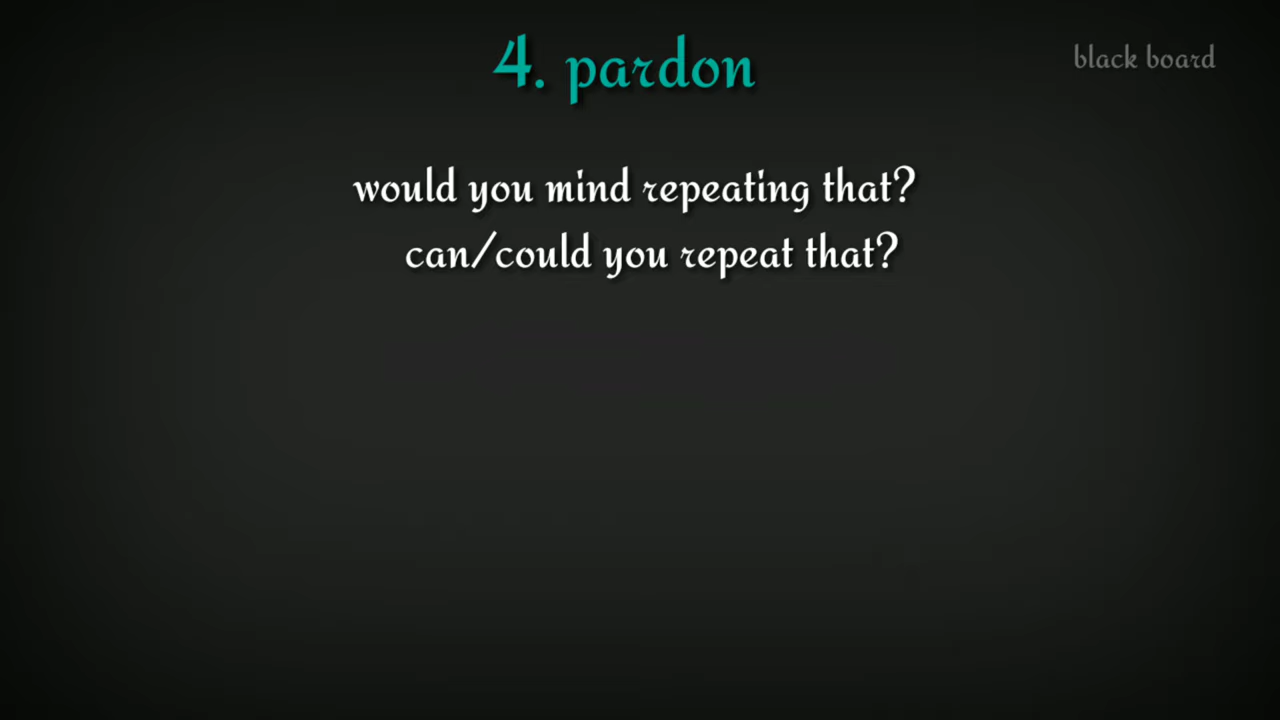 4. pardon
black board
would you mind repeating that?
can/could you repeat that?